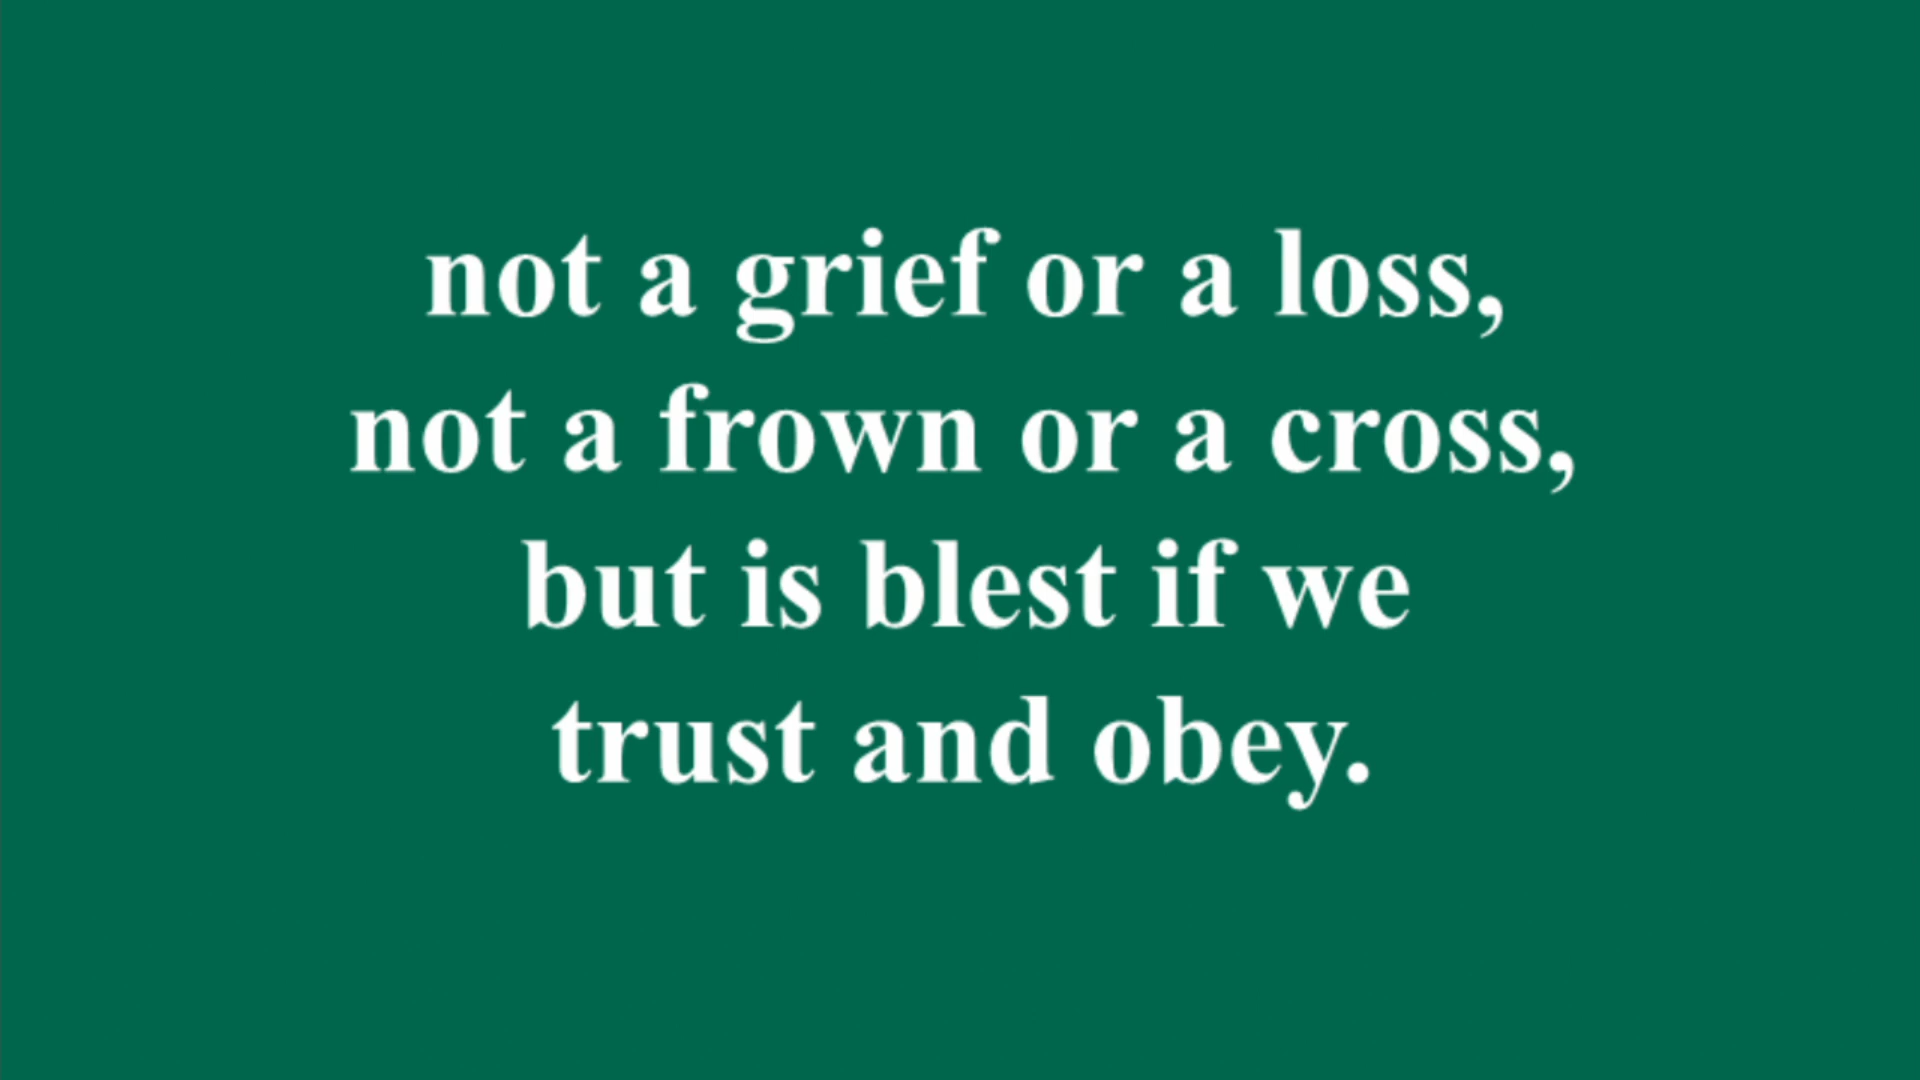 not a grief or a loss,
not a frown or a cross,
but is blest if we
trust and obey.